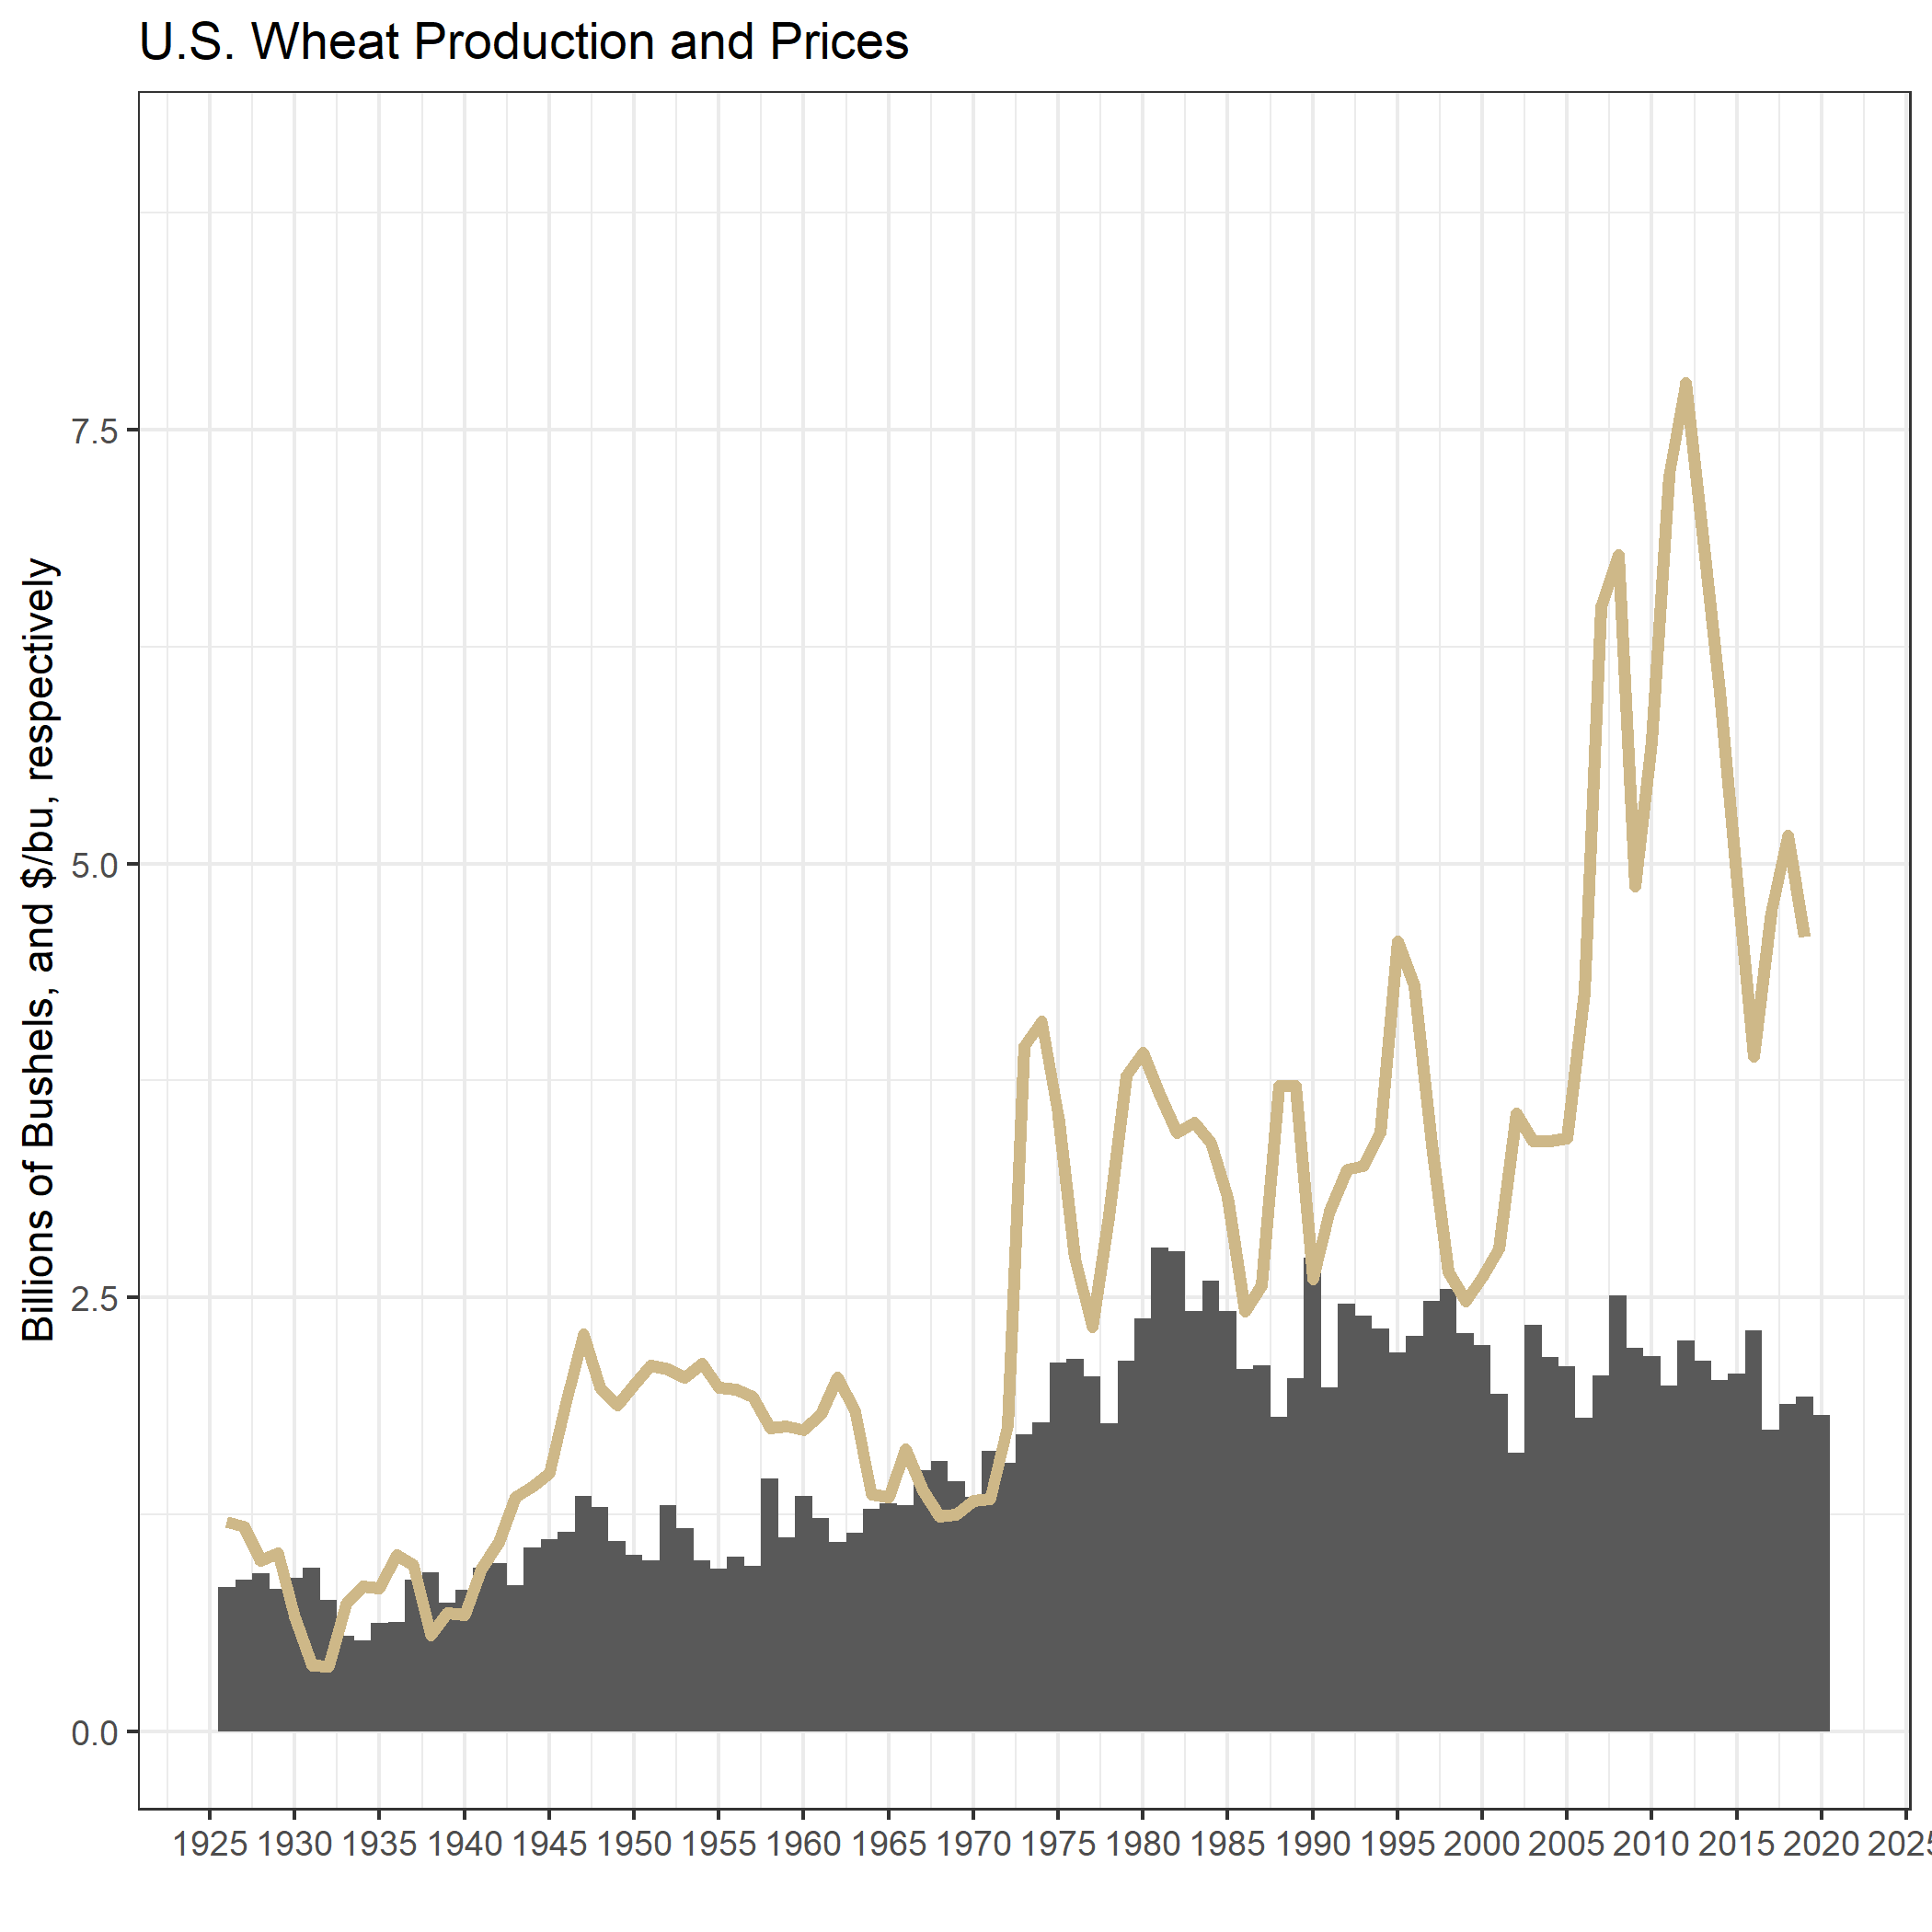 U.S. Wheat Production and Prices
Billions of Bushels, and $/bu, respectively
7.5
5.0
2.5
0.0
1925 1930 1935 1940 1945 1950 1955 1960 1965 1970 1975 1980 1985 1990 1995 2000 2005 2010 2015 2020 2025